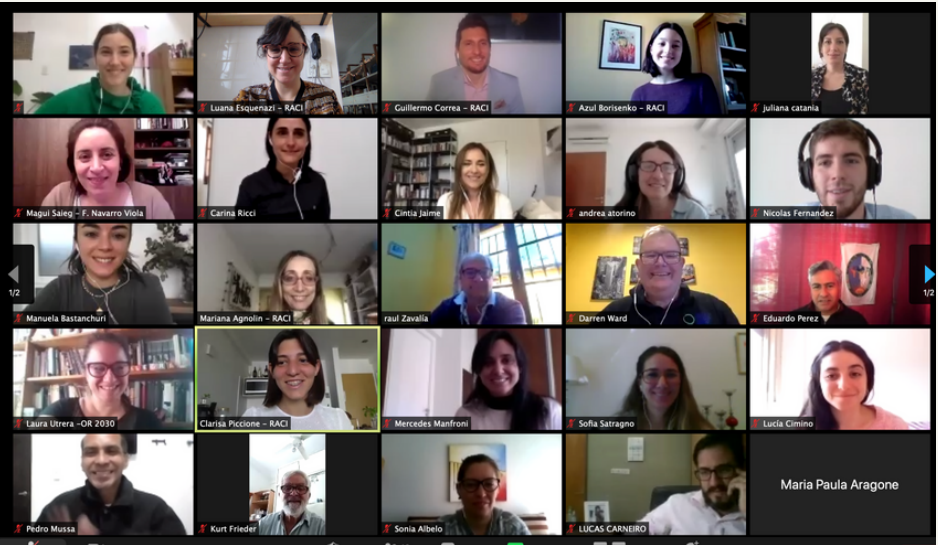 Luana Esquenazi – RACI
Guillermo Correa – RACI
Azul Borisenko – RACI
juliana catania
Magui Saieg – F. Navarro Viola
Carina Ricci
Cintia Jaime
andrea atorino
Nicolas Fernandez
1/2
1/2
Manuela Bastanchuri
Mariana Agnolin – RACI
raul Zavalía
Darren Ward
Eduardo Perez
Laura Utrera –OR 2030
Clarisa Piccione – RACI
Mercedes Manfroni
Sofia Satragno
Lucía Cimino
Pedro Mussa
Kurt Frieder
Sonia Albelo
LUCAS CARNEIRO
Maria Paula Aragone